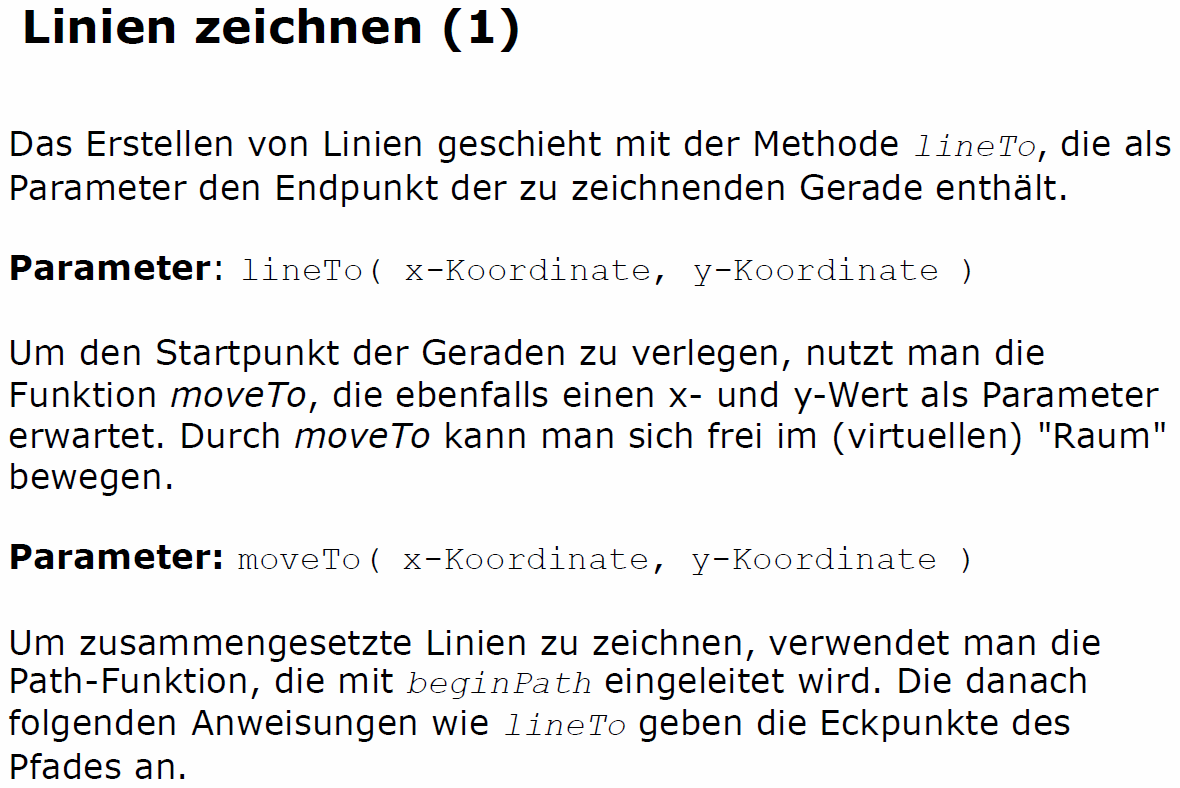 Linien zeichnen (1)
Das Erstellen von Linien geschieht mit der Methode lineTo, die als
Parameter den Endpunkt der zu zeichnenden Gerade enthält.
Parameter: lineTo( x-Koordinate, y-Koordinate )
Um den Startpunkt der Geraden zu verlegen, nutzt man die
Funktion moveTo, die ebenfalls einen x- und y-Wert als Parameter
erwartet. Durch moveTo kann man sich frei im (virtuellen) "Raum"
bewegen.
Parameter: moveTo( x-Koordinate, y-Koordinate )
Um zusammengesetzte Linien zu zeichnen, verwendet man die
Path-Funktion, die mit beginPath eingeleitet wird. Die danach
folgenden Anweisungen wie lineTo geben die Eckpunkte des
Pfades an.